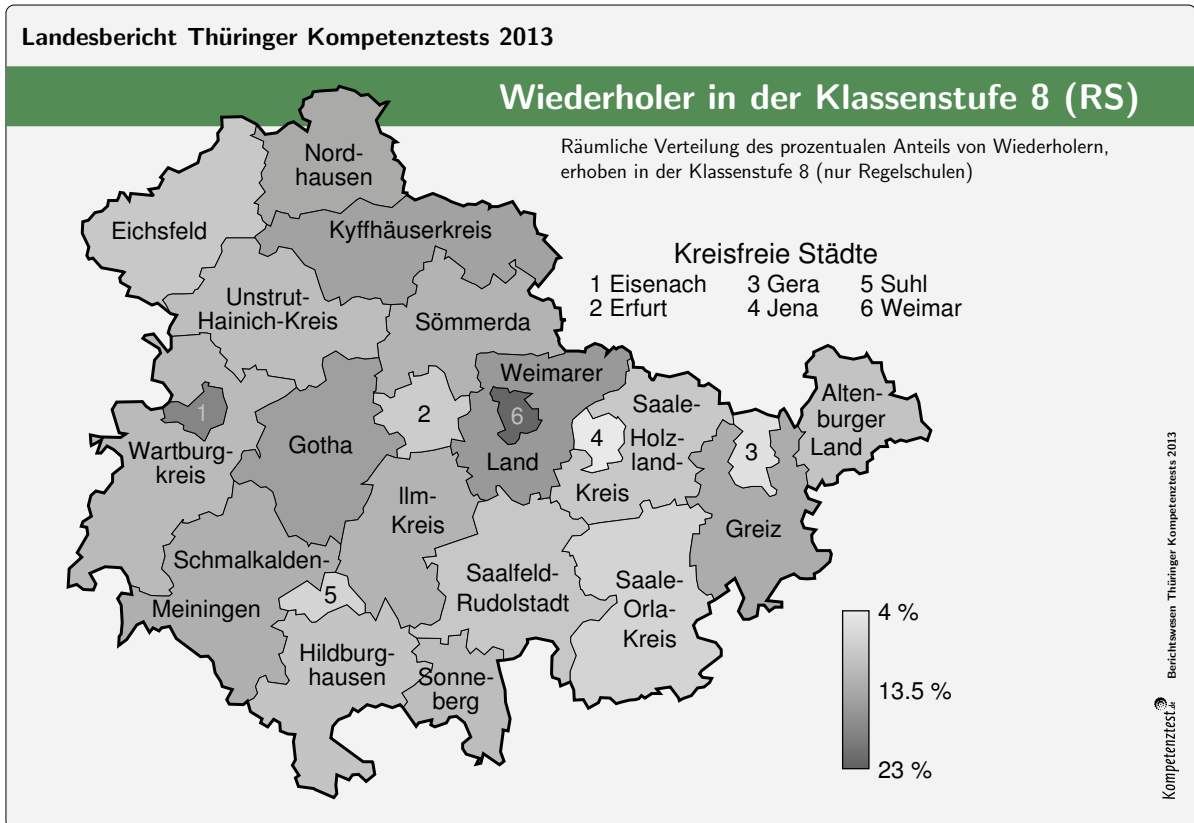 Landesbericht Thüringer Kompetenztests 2013
Wiederholer in der Klassenstufe 8 (RS)
Räumliche Verteilung des prozentualen Anteils von Wiederholern,
erhoben in der Klassenstufe 8 (nur Regelschulen)
Nord-
hausen
Eichsfeld
Kyffhäuserkreis
Kreisfreie Städte
1 Eisenach 3 Gera 5 Suhl
2 Erfurt 4 Jena 6 Weimar
Unstrut-
Hainich-Kreis
Sömmerda
Weimarer
Land
Alten-
burger
Land
Saale-
Holz-
land-
Kreis
1
2
6
4
3
Gotha
Wartburg-
kreis
Ilm-
Kreis
Greiz
Schmalkalden-
Meiningen
5
Saalfeld-
Rudolstadt
Saale-
Orla-
Kreis
Hildburg-
hausen
Sonne-
berg
4 %
13.5 %
23 %
Kompetenztest.de
Berichtswesen Thüringer Kompetenztests 2013